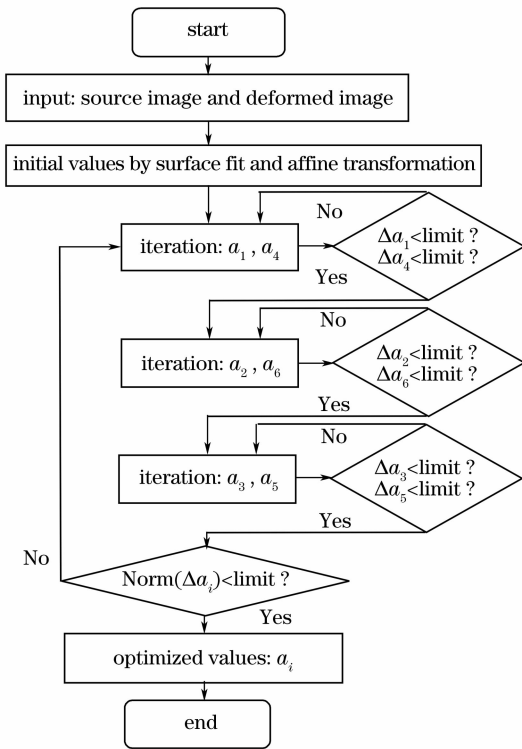 start
input: source image and deformed image
initial values by surface fit and affine transformation
No
iteration: a₁ , a₄
Δa₁<limit ?
Δa₄<limit ?
Yes
No
iteration: a₂ , a₆
Δa₂<limit ?
Δa₆<limit ?
Yes
No
iteration: a₃ , a₅
Δa₃<limit ?
Δa₅<limit ?
Yes
No
Norm(Δaᵢ)<limit ?
Yes
optimized values: aᵢ
end